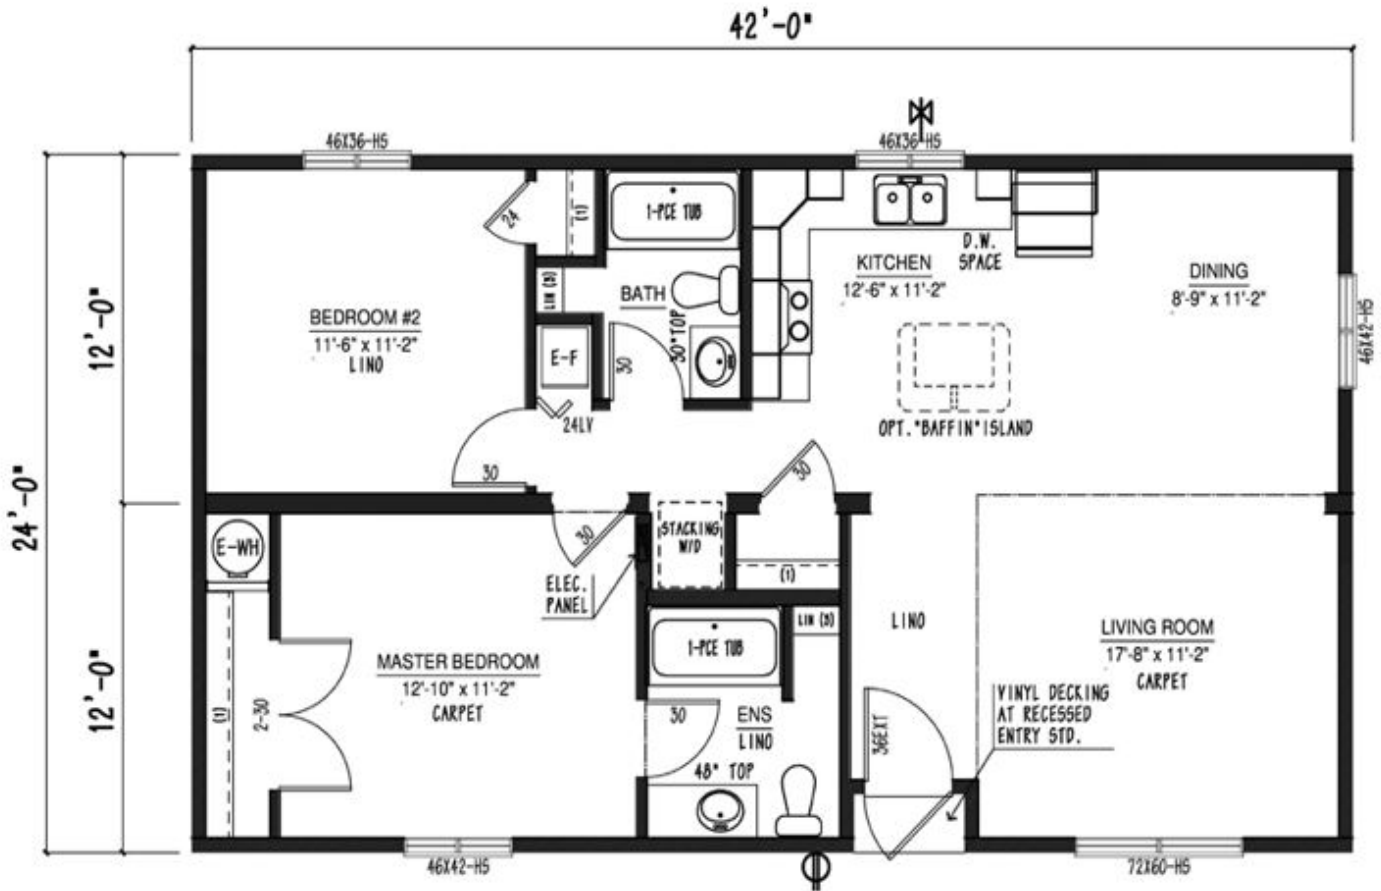 42'-0"
46X36-HS
46X36-HS
24
(1)
1-PCE TUB
D.W.
SPACE
KITCHEN
12'-6" x 11'-2"
DINING
8'-9" x 11'-2"
LIN (3)
BATH
30" TOP
BEDROOM #2
11'-6" x 11'-2"
LINO
E-F
30
46X42-HS
12'-0"
24LV
OPT. "BAFFIN" ISLAND
30
30
24'-0"
E-WH
30
STACKING
W/D
(1)
ELEC.
PANEL
LIN (3)
LINO
1-PCE TUB
LIVING ROOM
17'-8" x 11'-2"
CARPET
MASTER BEDROOM
12'-10" x 11'-2"
CARPET
12'-0"
(1)
2-30
30
ENS
LINO
36EXT
VINYL DECKING
AT RECESSED
ENTRY STD.
48" TOP
46X42-HS
72X60-HS